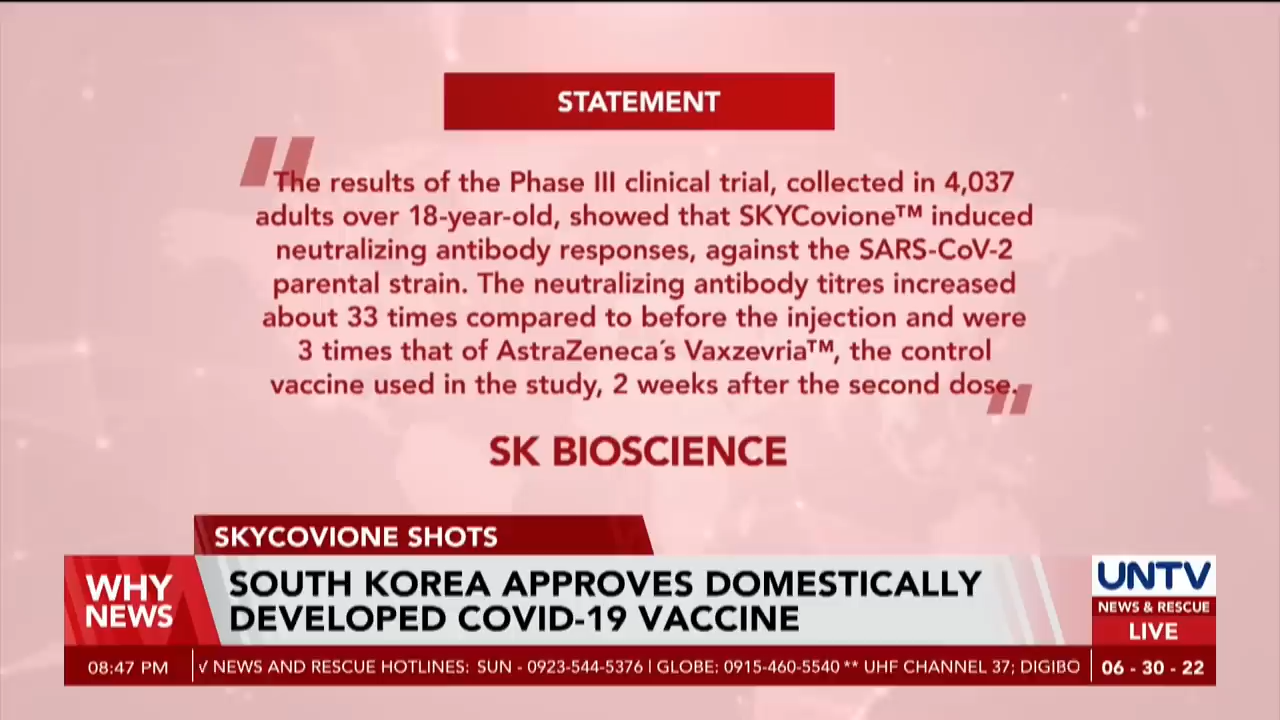 STATEMENT
"The results of the Phase III clinical trial, collected in 4,037
adults over 18-year-old, showed that SKYCovione™ induced
neutralizing antibody responses, against the SARS-CoV-2
parental strain. The neutralizing antibody titres increased
about 33 times compared to before the injection and were
3 times that of AstraZeneca´s Vaxzevria™, the control
vaccine used in the study, 2 weeks after the second dose."
SK BIOSCIENCE
SKYCOVIONE SHOTS
WHY
NEWS
SOUTH KOREA APPROVES DOMESTICALLY
DEVELOPED COVID-19 VACCINE
UNTV
NEWS & RESCUE
LIVE
08:47 PM
V NEWS AND RESCUE HOTLINES: SUN - 0923-544-5376 | GLOBE: 0915-460-5540 ** UHF CHANNEL 37; DIGIBO
06 - 30 - 22